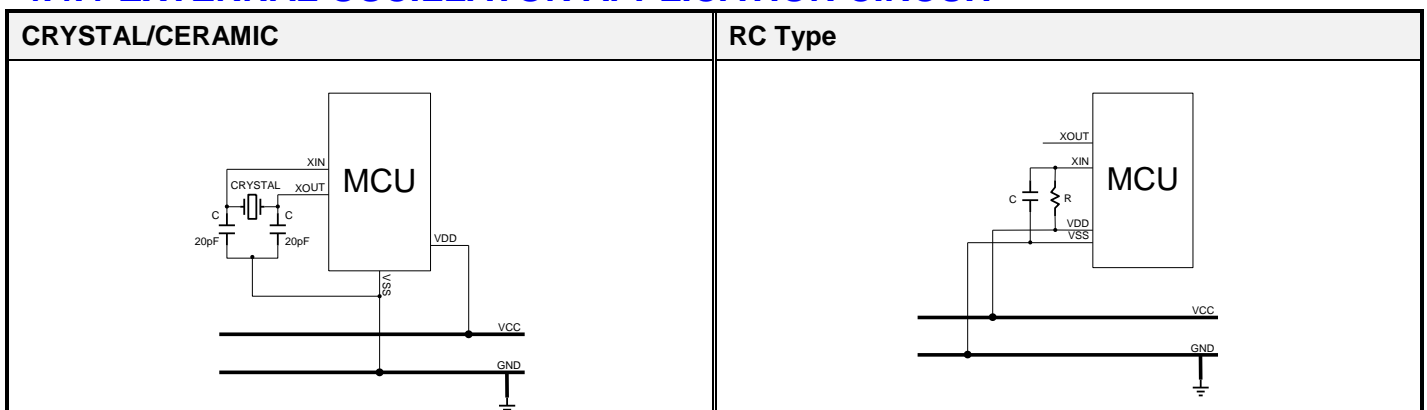 CRYSTAL/CERAMIC
RC Type
XIN
CRYSTAL
XOUT
MCU
C
C
20pF
20pF
VDD
VSS
VCC
GND
XOUT
XIN
MCU
C
R
VDD
VSS
VCC
GND